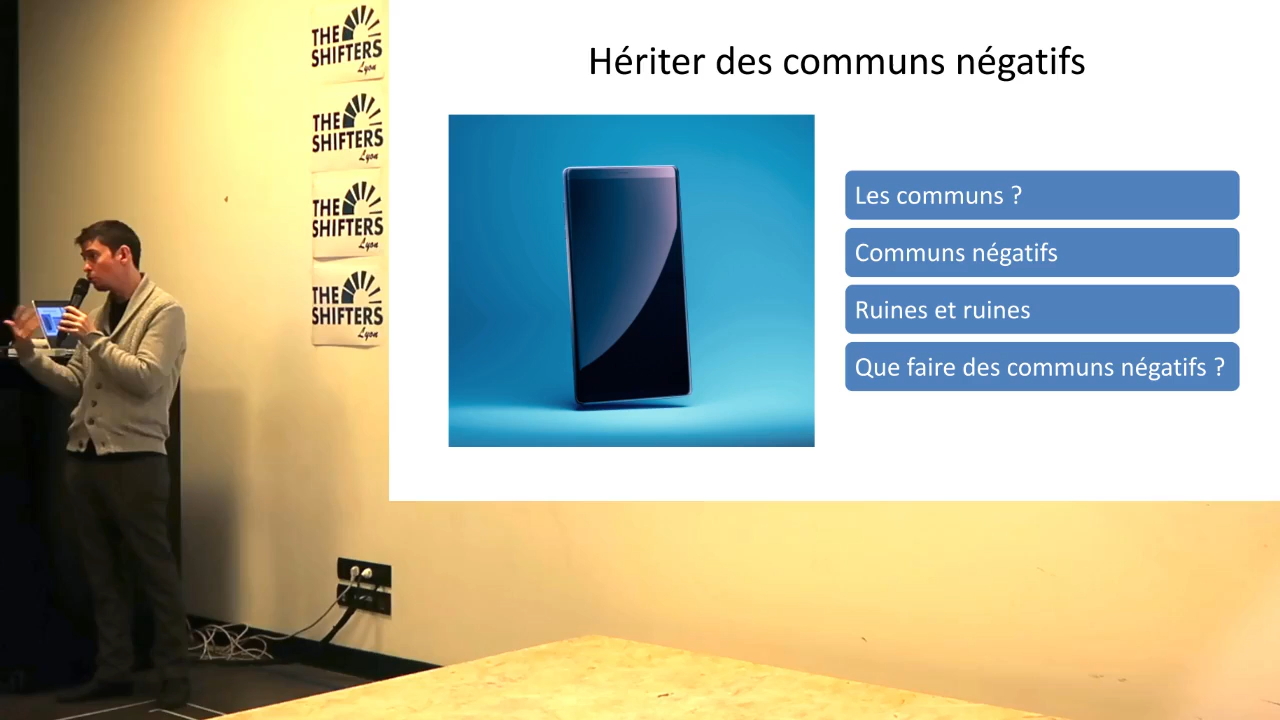 THE
SHIFTERS
Lyon
THE
SHIFTERS
Lyon
THE
SHIFTERS
Lyon
THE
SHIFTERS
Lyon
Hériter des communs négatifs
Les communs ?
Communs négatifs
Ruines et ruines
Que faire des communs négatifs ?